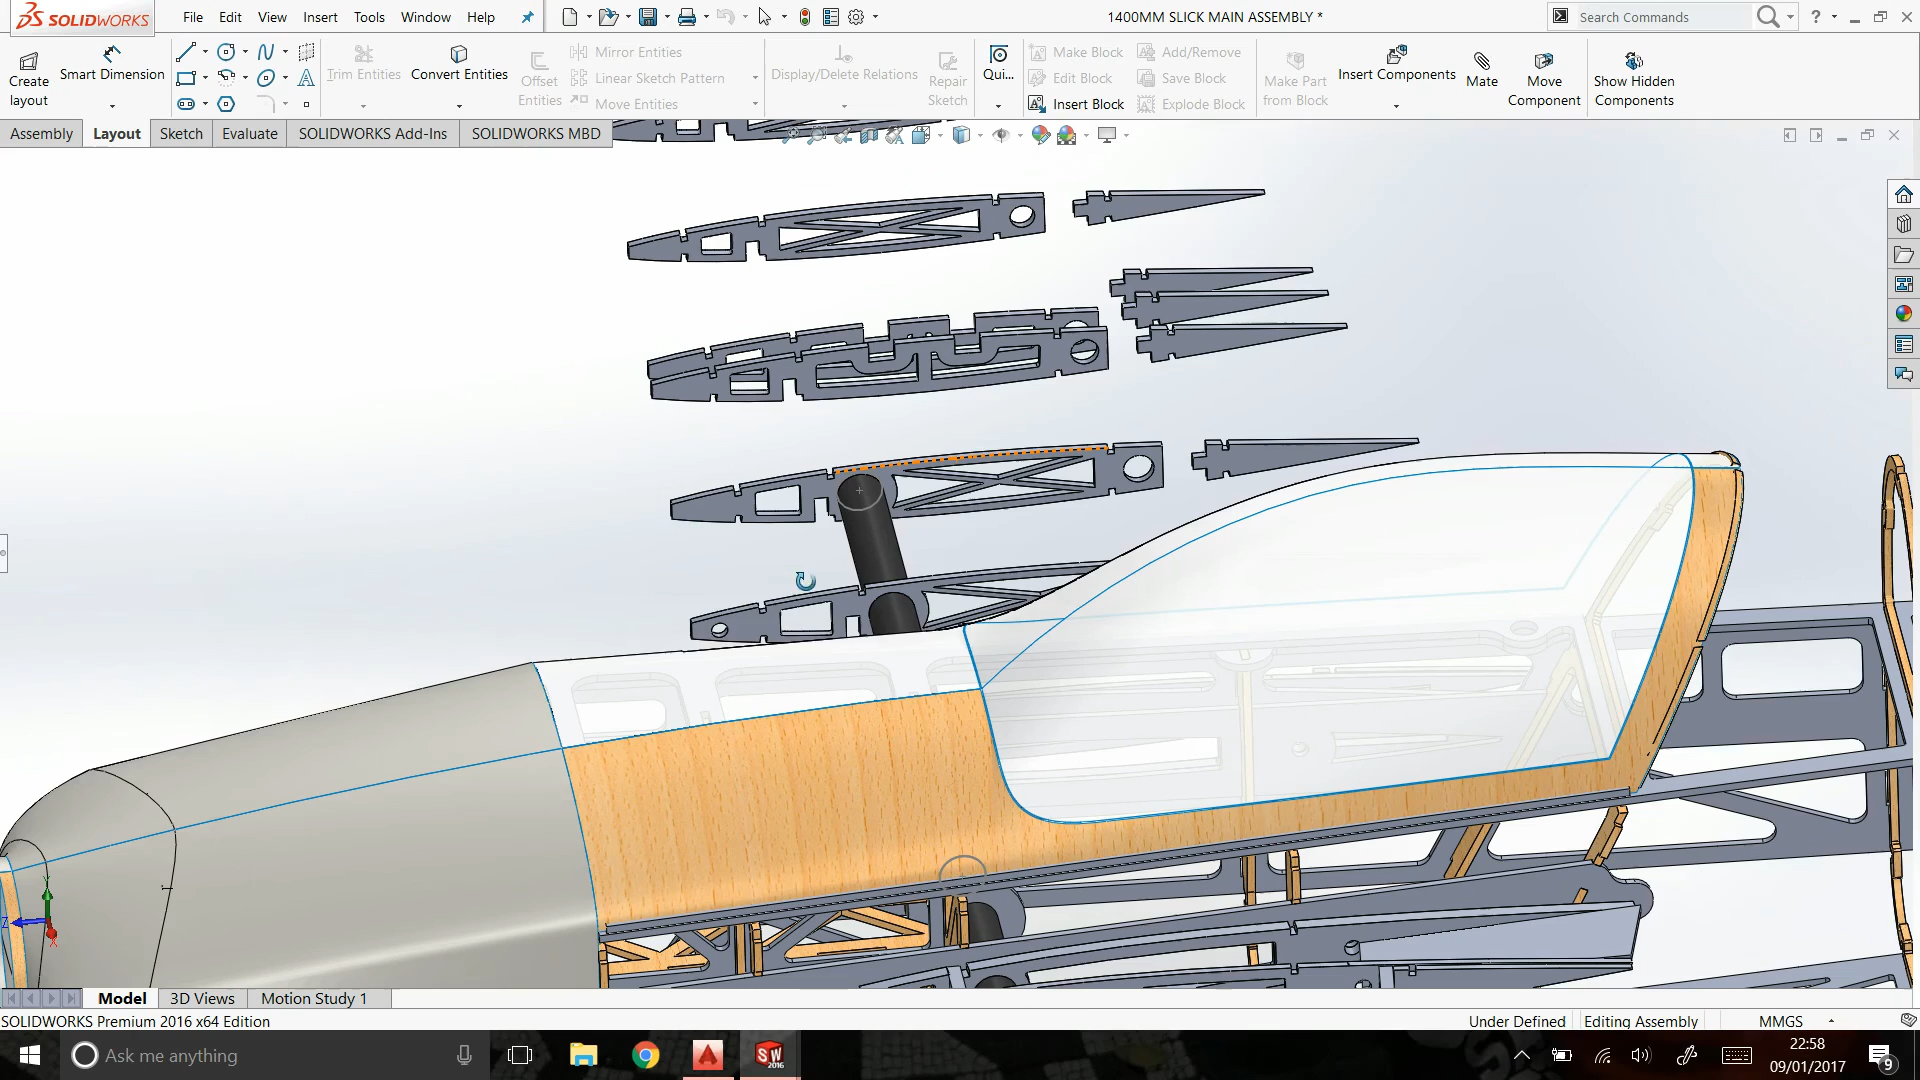 SOLIDWORKS
File Edit View Insert Tools Window Help
1400MM SLICK MAIN ASSEMBLY *
Search Commands
?
Create layout
Smart Dimension
Trim Entities
Convert Entities
Offset Entities
Mirror Entities
Linear Sketch Pattern
Move Entities
Display/Delete Relations
Repair Sketch
Qui...
Make Block
Edit Block
Insert Block
Add/Remove
Save Block
Explode Block
Make Part from Block
Insert Components
Mate
Move Component
Show Hidden Components
Assembly Layout Sketch Evaluate SOLIDWORKS Add-Ins SOLIDWORKS MBD
Y
Z
X
Model 3D Views Motion Study 1
SOLIDWORKS Premium 2016 x64 Edition
Under Defined Editing Assembly MMGS
Ask me anything
SW
2016
22:58
09/01/2017
9